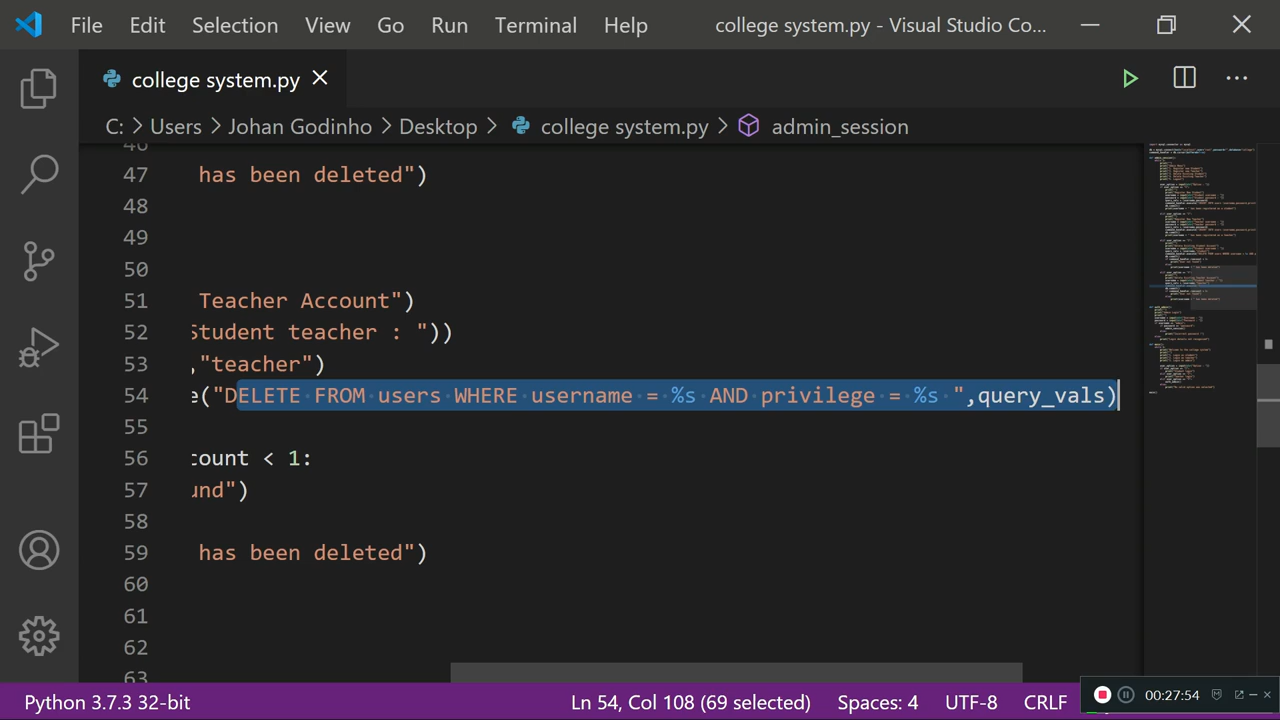 File Edit Selection View Go Run Terminal Help college system.py - Visual Studio Co...
college system.py
C: > Users > Johan Godinho > Desktop > college system.py > admin_session
46
47 has been deleted")
48
49
50
51 Teacher Account")
52 Student teacher : "))
53 ,"teacher")
54 e("DELETE FROM users WHERE username = %s AND privilege = %s ",query_vals)
55
56 count < 1:
57 und")
58
59 has been deleted")
60
61
62
63
Python 3.7.3 32-bit Ln 54, Col 108 (69 selected) Spaces: 4 UTF-8 CRLF
00:27:54